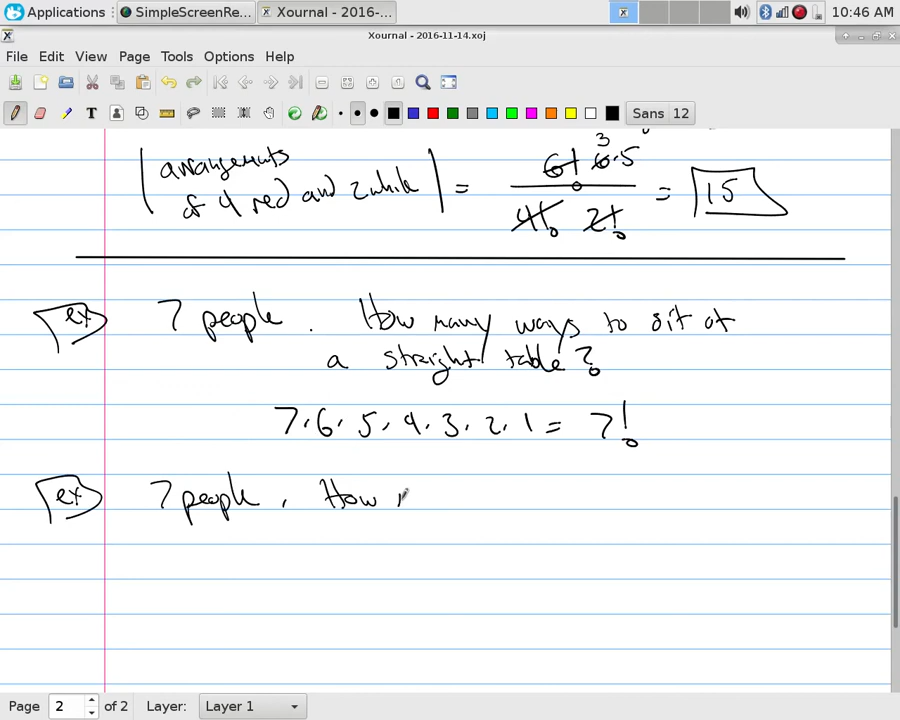 Applications SimpleScreenRe... Xournal - 2016-... 10:46 AM
Xournal - 2016-11-14.xoj
File Edit View Page Tools Options Help
Sans 12
3
arrangements 6! 6·5
of 4 red and 2 white = = 15
4! 2!
ex 7 people. How many ways to sit at
a straight table?
7·6·5·4·3·2·1 = 7!
ex 7 people. How
Page 2 of 2 Layer: Layer 1